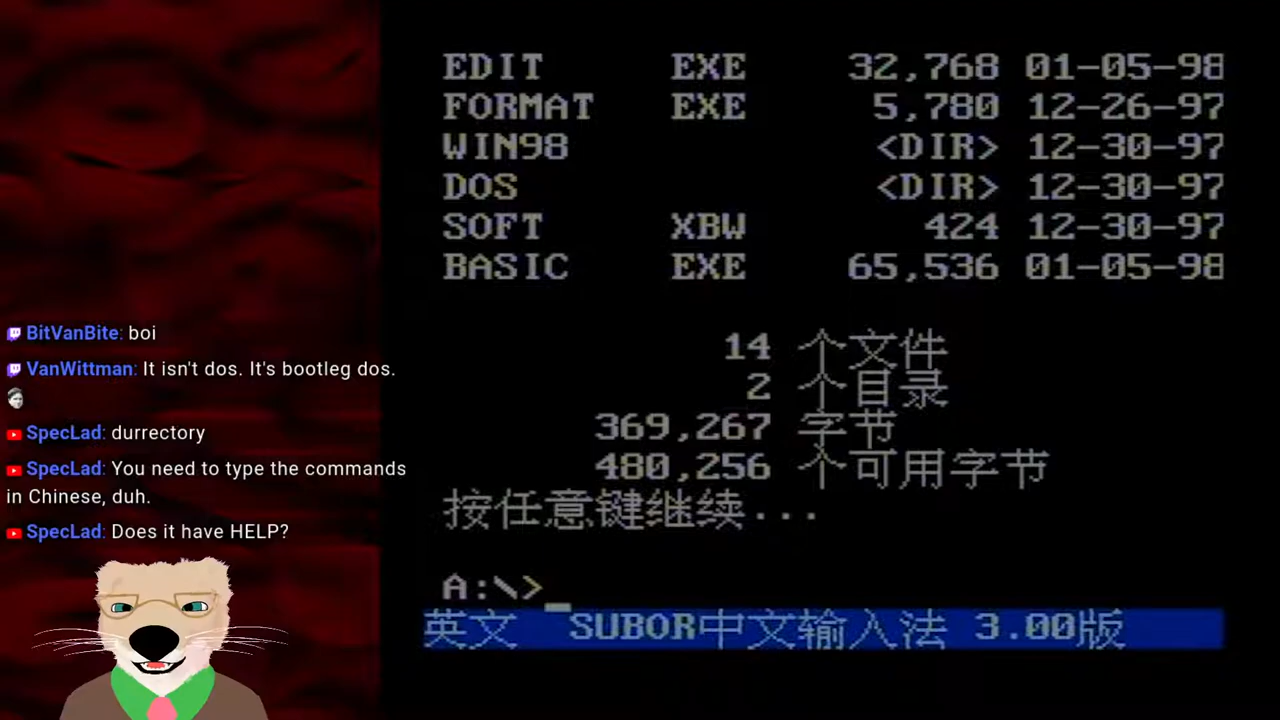 EDIT EXE 32,768 01-05-98
FORMAT EXE 5,780 12-26-97
WIN98 <DIR> 12-30-97
DOS <DIR> 12-30-97
SOFT XBW 424 12-30-97
BASIC EXE 65,536 01-05-98
14 个文件
2 个目录
369,267 字节
480,256 个可用字节
按任意键继续...
A:\>_
英文 SUBOR中文输入法 3.00版
BitVanBite: boi
VanWittman: It isn't dos. It's bootleg dos.
SpecLad: durrectory
SpecLad: You need to type the commands
in Chinese, duh.
SpecLad: Does it have HELP?